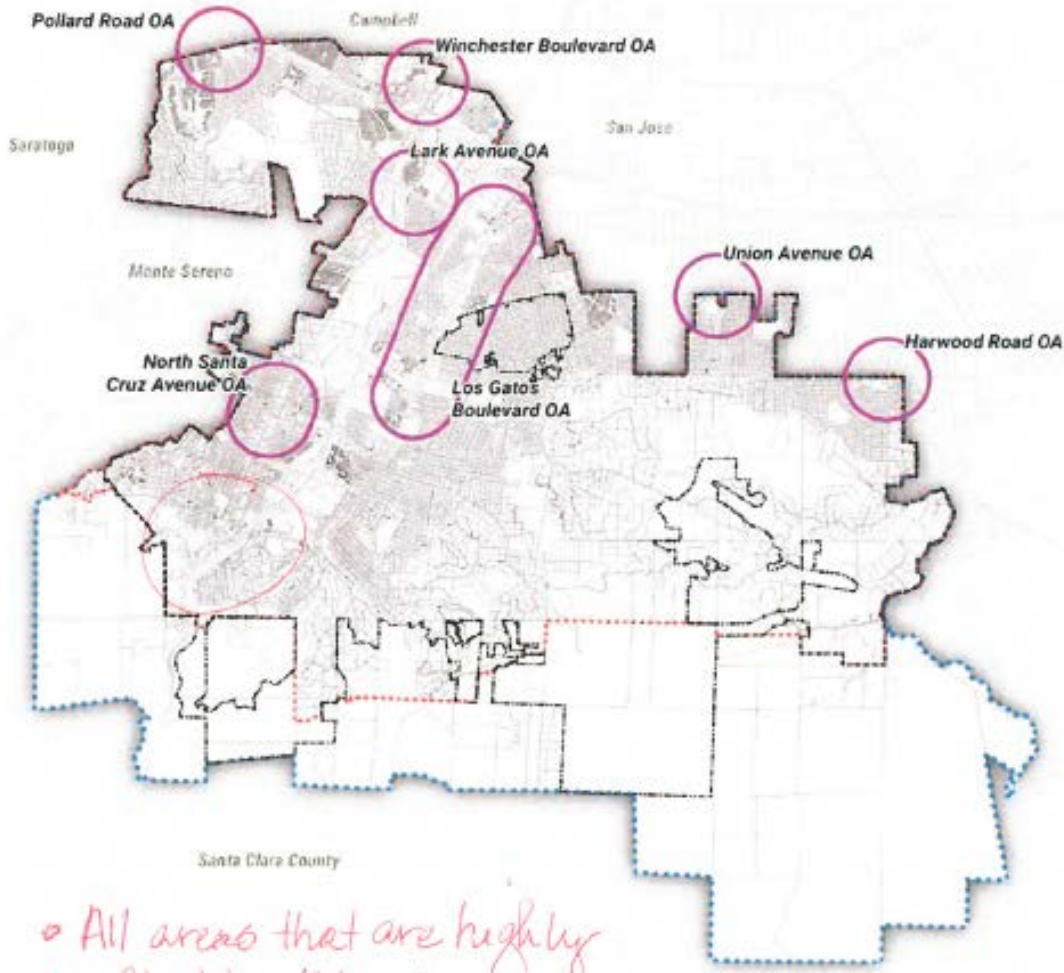 Pollard Road OA
Campbell
Winchester Boulevard OA
Saratoga
San Jose
Lark Avenue OA
Union Avenue OA
Monte Sereno
Harwood Road OA
North Santa
Cruz Avenue OA
Los Gatos
Boulevard OA
Santa Clara County
• All areas that are highly